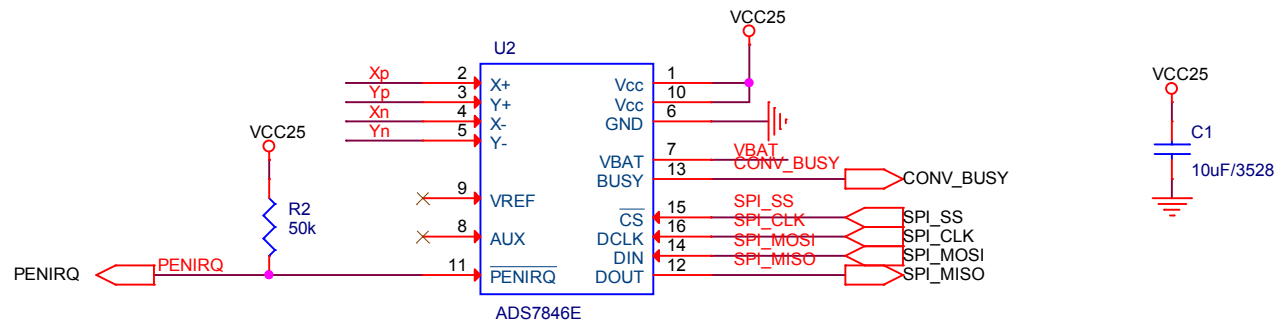 VCC25
U2
Xp 2 X+ Vcc 1
Yp 3 Y+ Vcc 10
Xn 4 X- GND 6
Yn 5 Y-
VCC25
VCC25
C1
10uF/3528
VBAT 7 VBAT
BUSY 13 CONV_BUSY CONV_BUSY
9 VREF
R2
50k
8 AUX
CS 15 SPI_SS SPI_SS
DCLK 16 SPI_CLK SPI_CLK
DIN 14 SPI_MOSI SPI_MOSI
PENIRQ PENIRQ 11 PENIRQ DOUT 12 SPI_MISO SPI_MISO
ADS7846E